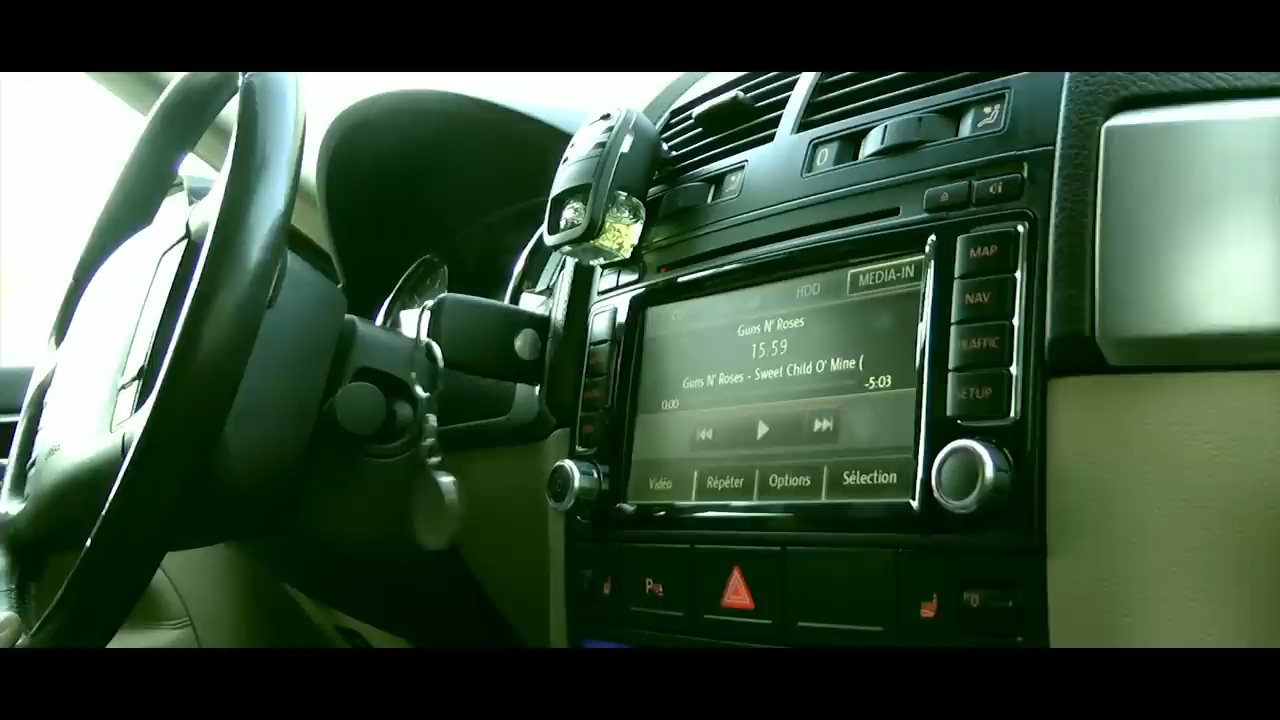 0
MAP
NAV
TRAFFIC
SETUP
HDD
MEDIA-IN
Guns N' Roses
15:59
Guns N' Roses - Sweet Child O' Mine (
0:00
-5:03
Vidéo
Répéter
Options
Sélection